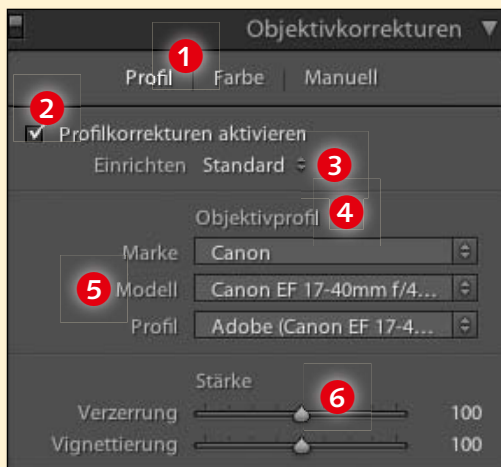 Objektivkorrekturen
1
Profil | Farbe | Manuell
2
Profilkorrekturen aktivieren
Einrichten Standard 3
Objektivprofil 4
Marke Canon
5 Modell Canon EF 17-40mm f/4...
Profil Adobe (Canon EF 17-4...
Stärke 6
Verzerrung 100
Vignettierung 100